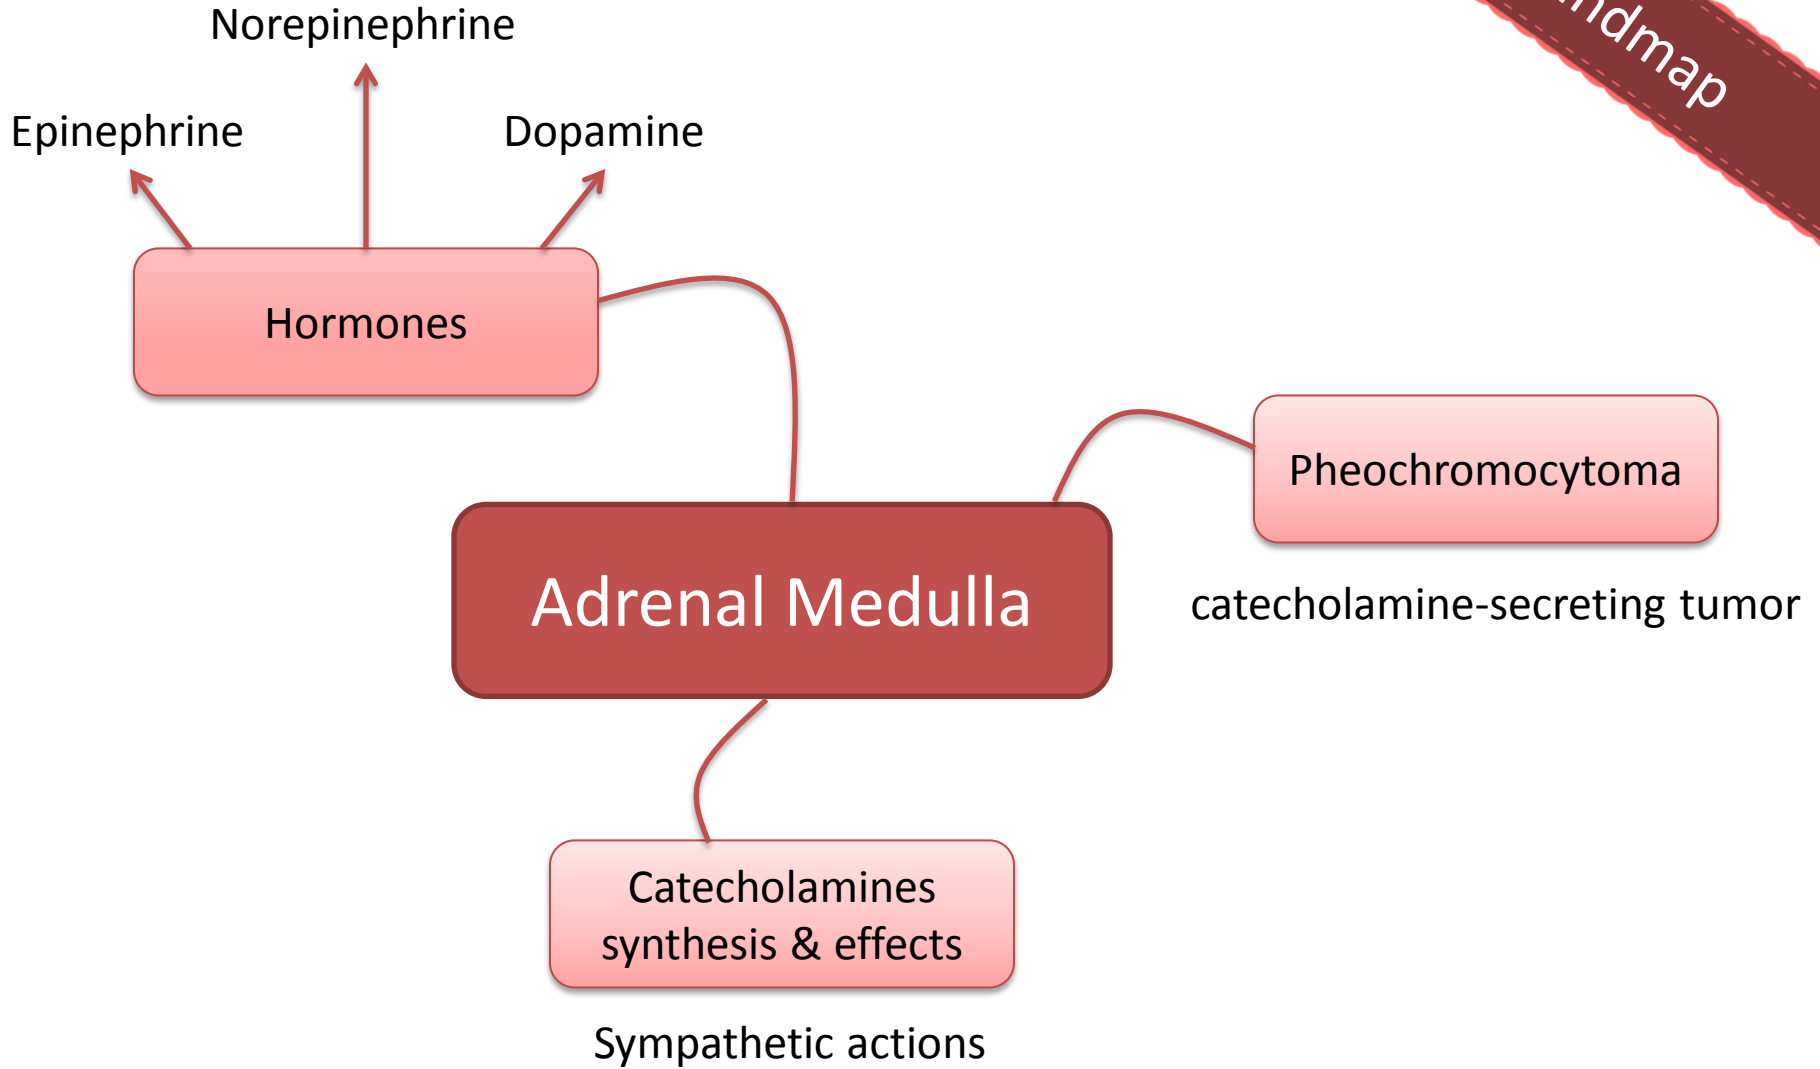 Norepinephrine
Epinephrine
Dopamine
Hormones
Pheochromocytoma
catecholamine-secreting tumor
Adrenal Medulla
Catecholamines
synthesis & effects
Sympathetic actions